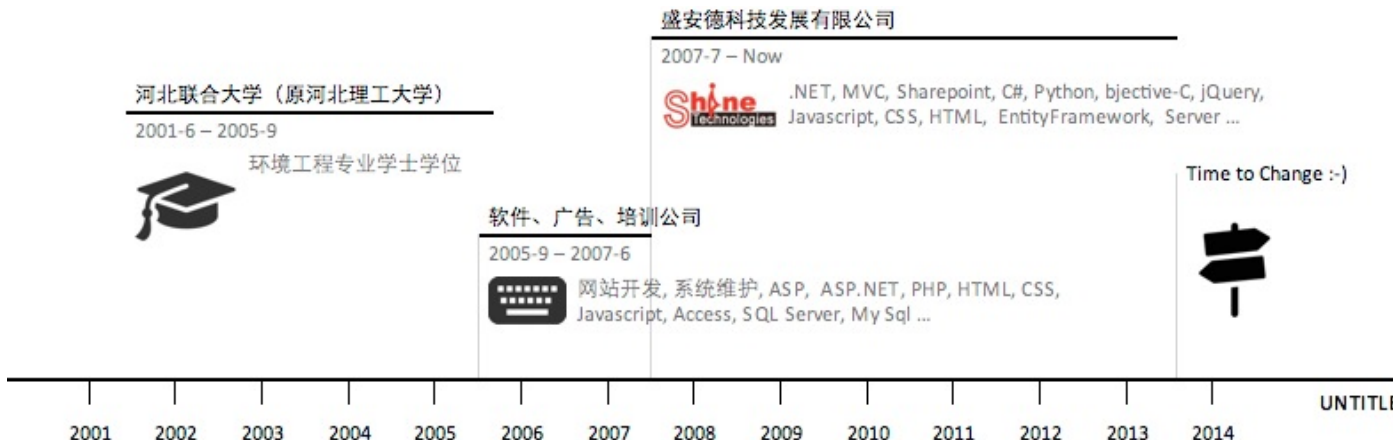 盛安德科技发展有限公司
2007-7 – Now
Shine
Technologies
.NET, MVC, Sharepoint, C#, Python, bjective-C, jQuery,
Javascript, CSS, HTML, EntityFramework, Server ...
河北联合大学（原河北理工大学）
2001-6 – 2005-9
环境工程专业学士学位
Time to Change :-)
软件、广告、培训公司
2005-9 – 2007-6
网站开发, 系统维护, ASP, ASP.NET, PHP, HTML, CSS,
Javascript, Access, SQL Server, My Sql ...
UNTITLE
2001 2002 2003 2004 2005 2006 2007 2008 2009 2010 2011 2012 2013 2014